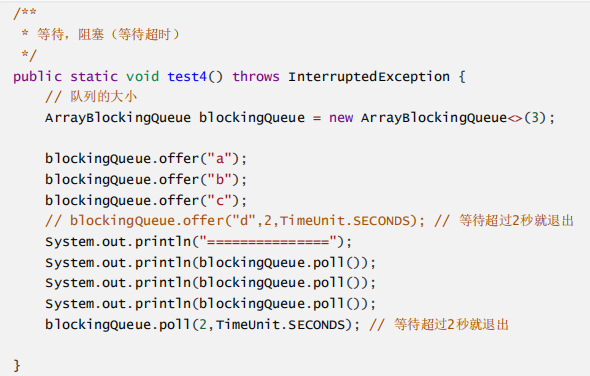 /**
 * 等待，阻塞（等待超时）
 */
public static void test4() throws InterruptedException {
    // 队列的大小
    ArrayBlockingQueue blockingQueue = new ArrayBlockingQueue<>(3);

    blockingQueue.offer("a");
    blockingQueue.offer("b");
    blockingQueue.offer("c");
    // blockingQueue.offer("d",2,TimeUnit.SECONDS); // 等待超过2秒就退出
    System.out.println("===============");
    System.out.println(blockingQueue.poll());
    System.out.println(blockingQueue.poll());
    System.out.println(blockingQueue.poll());
    blockingQueue.poll(2,TimeUnit.SECONDS); // 等待超过2秒就退出

}